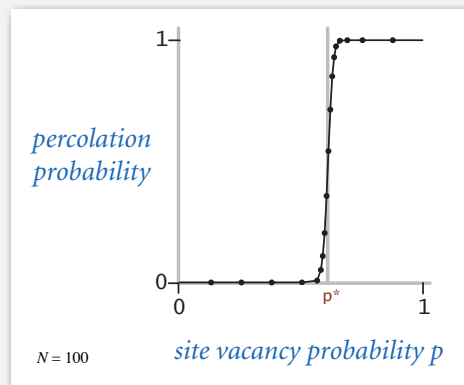 1
percolation
probability
0
p*
0
1
N = 100
site vacancy probability p